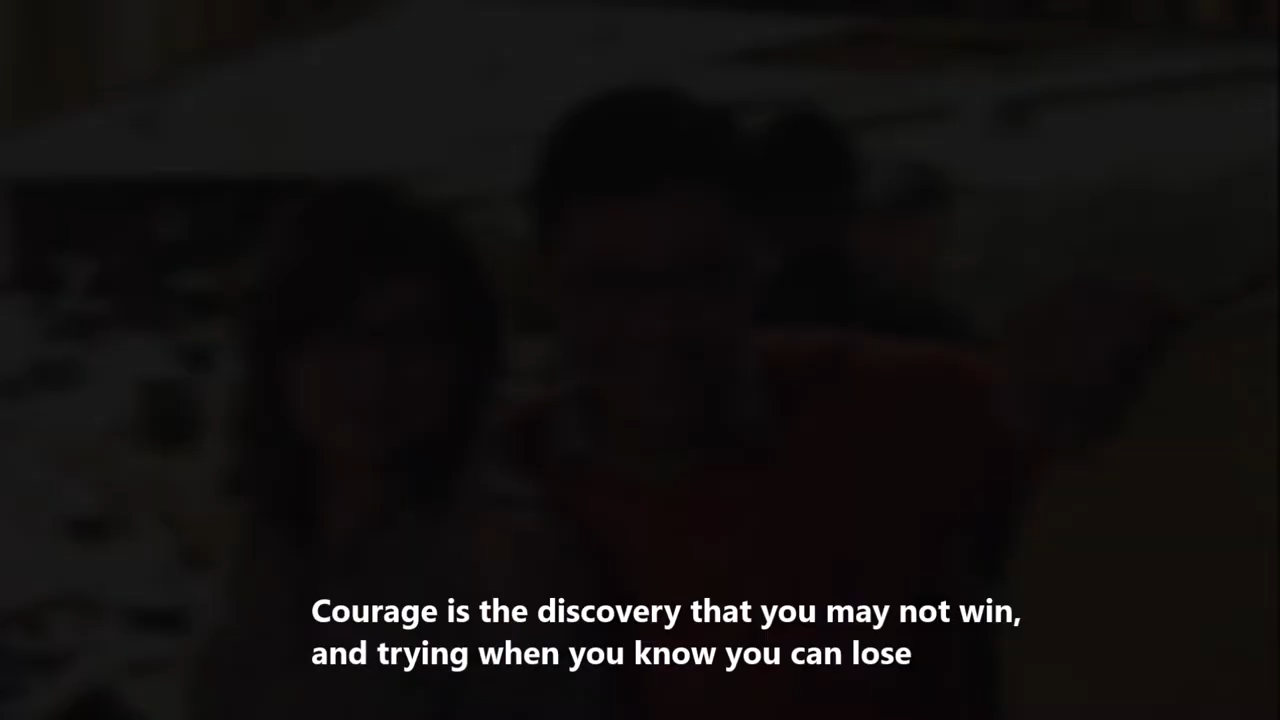 Courage is the discovery that you may not win,
and trying when you know you can lose